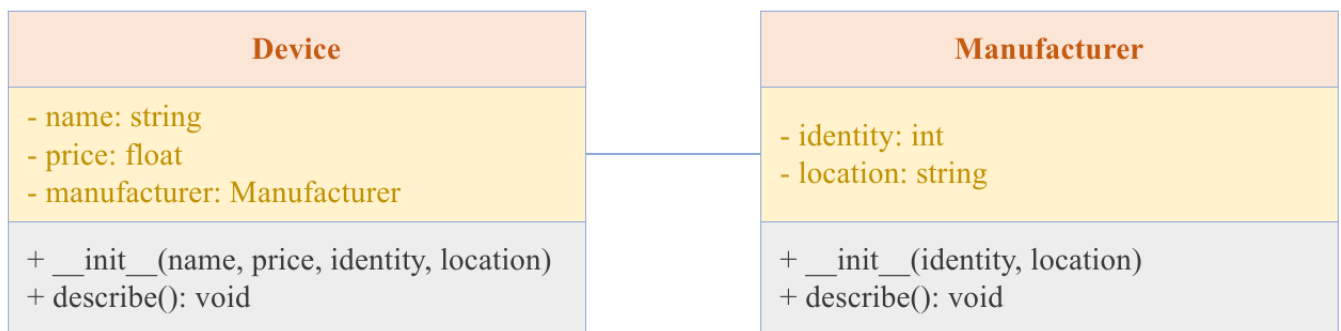 Device
- name: string
- price: float
- manufacturer: Manufacturer
+ __init__(name, price, identity, location)
+ describe(): void
Manufacturer
- identity: int
- location: string
+ __init__(identity, location)
+ describe(): void